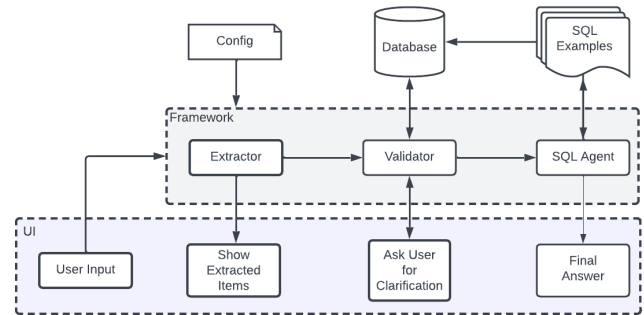 Config
Database
SQL
Examples
Framework
Extractor
Validator
SQL Agent
UI
User Input
Show
Extracted
Items
Ask User
for
Clarification
Final
Answer